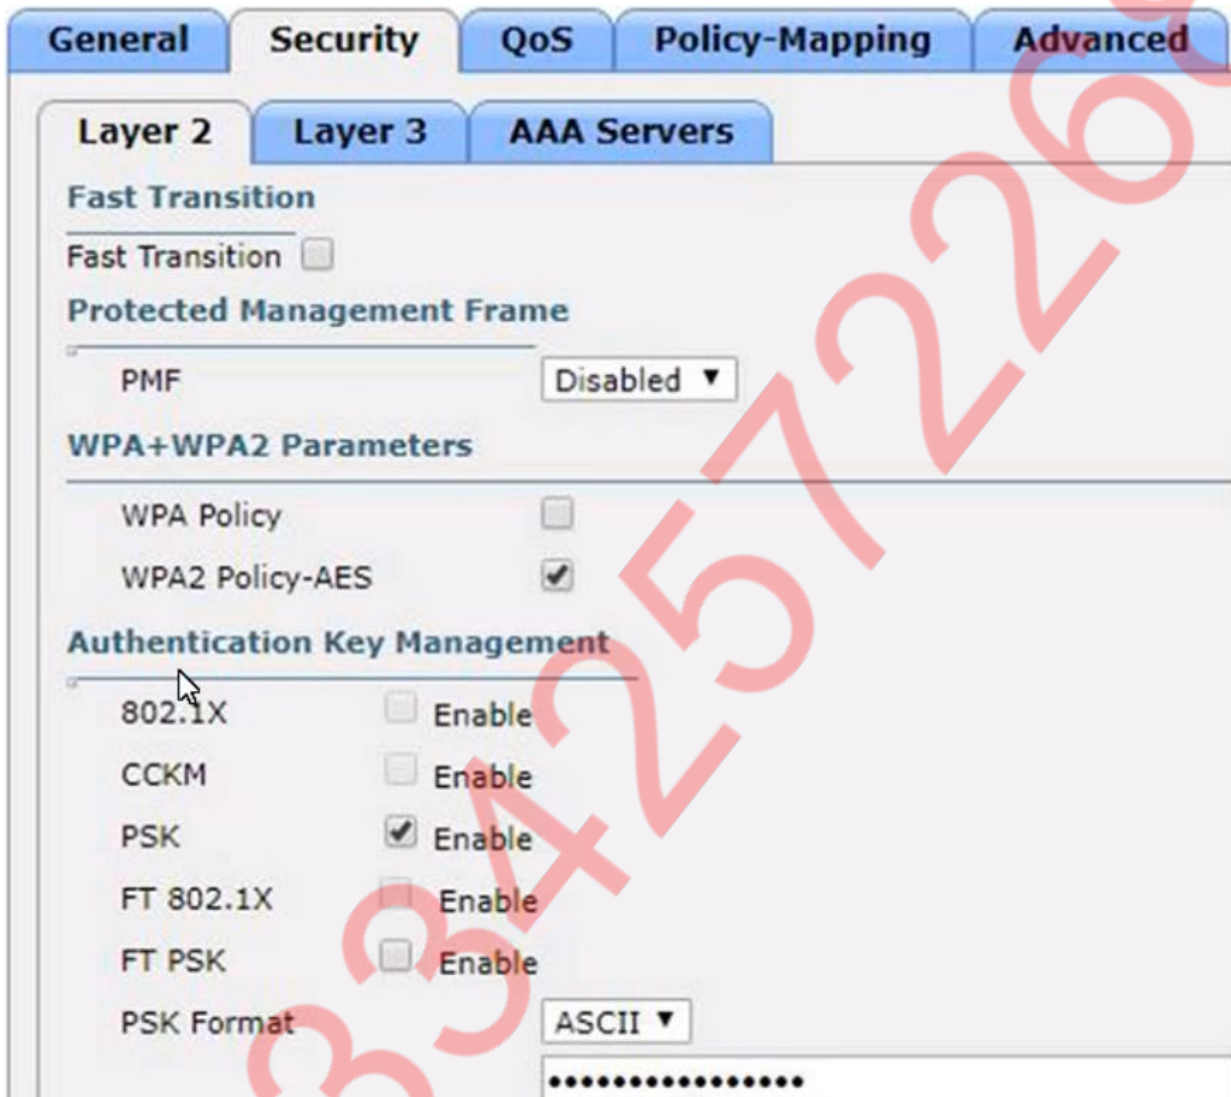 General Security QoS Policy-Mapping Advanced
Layer 2 Layer 3 AAA Servers
Fast Transition
Fast Transition
Protected Management Frame
PMF Disabled
WPA+WPA2 Parameters
WPA Policy
WPA2 Policy-AES
Authentication Key Management
802.1X Enable
CCKM Enable
PSK Enable
FT 802.1X Enable
FT PSK Enable
PSK Format ASCII
••••••••••••••••
3342572268